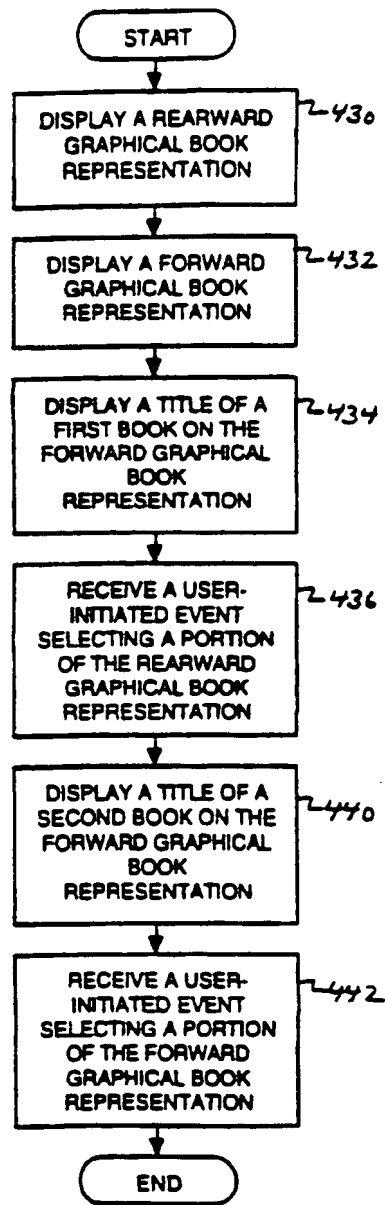 START
DISPLAY A REARWARD
GRAPHICAL BOOK
REPRESENTATION
430
DISPLAY A FORWARD
GRAPHICAL BOOK
REPRESENTATION
432
DISPLAY A TITLE OF A
FIRST BOOK ON THE
FORWARD GRAPHICAL
BOOK
REPRESENTATION
434
RECEIVE A USER-
INITIATED EVENT
SELECTING A PORTION
OF THE REARWARD
GRAPHICAL BOOK
REPRESENTATION
436
DISPLAY A TITLE OF A
SECOND BOOK ON THE
FORWARD GRAPHICAL
BOOK
REPRESENTATION
440
RECEIVE A USER-
INITIATED EVENT
SELECTING A PORTION
OF THE FORWARD
GRAPHICAL BOOK
REPRESENTATION
442
END